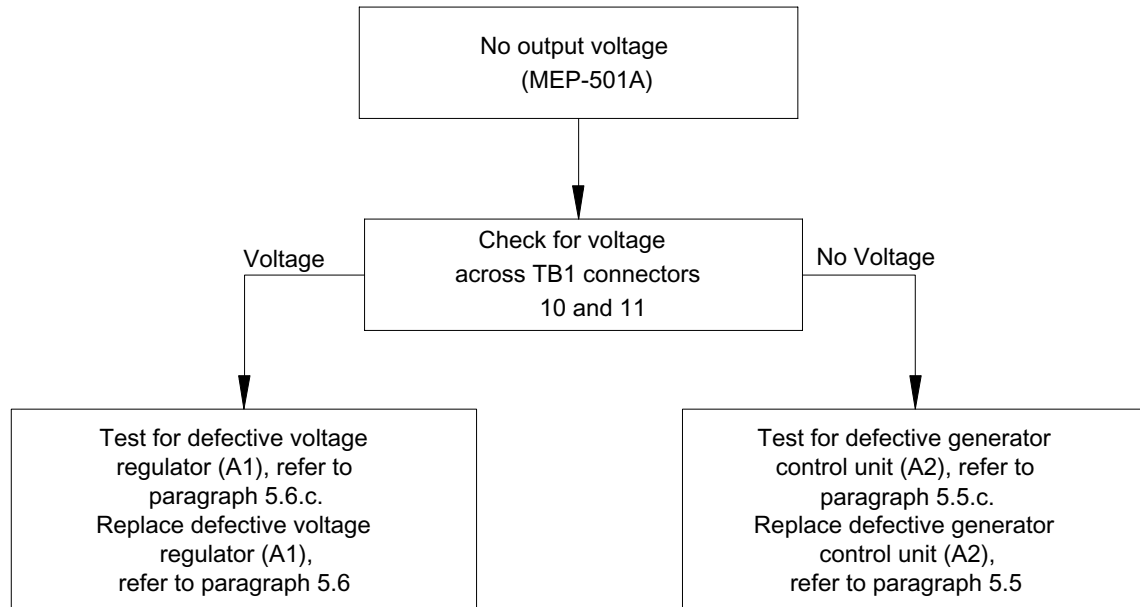 No output voltage
(MEP-501A)
Check for voltage
across TB1 connectors
10 and 11
Voltage
No Voltage
Test for defective voltage
regulator (A1), refer to
paragraph 5.6.c.
Replace defective voltage
regulator (A1),
refer to paragraph 5.6
Test for defective generator
control unit (A2), refer to
paragraph 5.5.c.
Replace defective generator
control unit (A2),
refer to paragraph 5.5